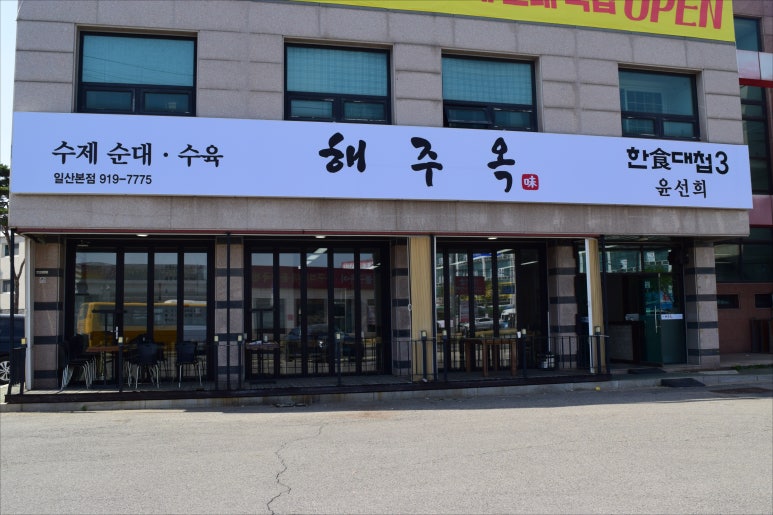 OPEN
수제 순대 · 수육
일산본점 919-7775
해주옥
味
한食대첩3
윤선희